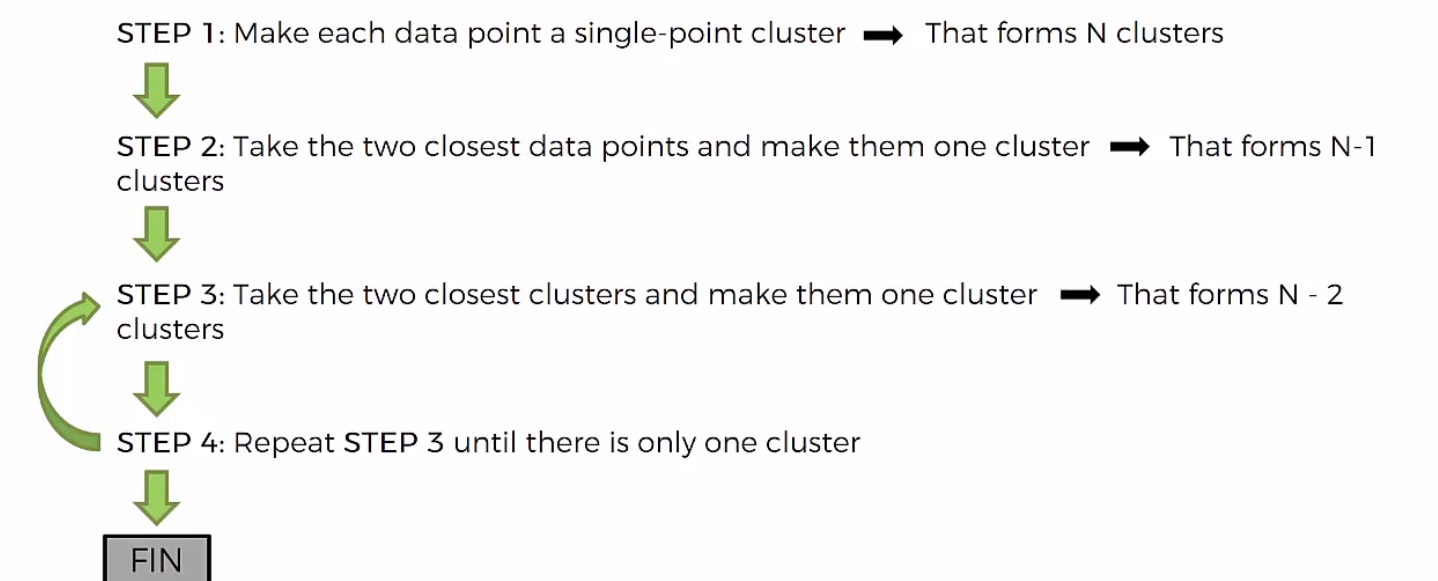 STEP 1: Make each data point a single-point cluster ➡ That forms N clusters
STEP 2: Take the two closest data points and make them one cluster ➡ That forms N-1
clusters
STEP 3: Take the two closest clusters and make them one cluster ➡ That forms N - 2
clusters
STEP 4: Repeat STEP 3 until there is only one cluster
FIN